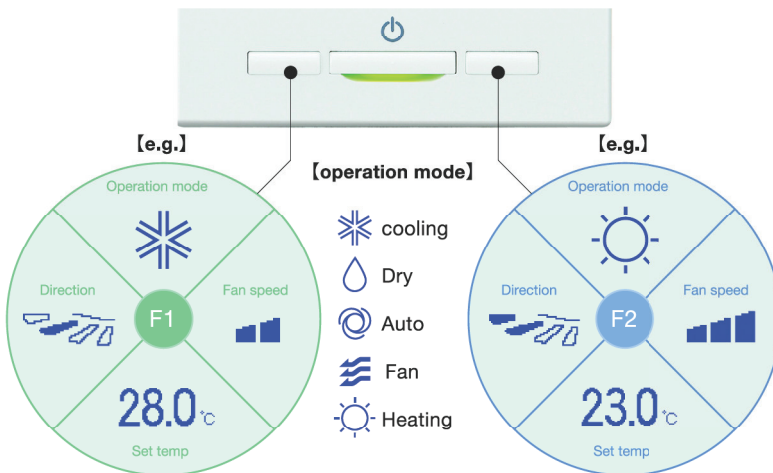 【e.g.】
【e.g.】
【operation mode】
Operation mode
Direction
Fan speed
F1
28.0 °C
Set temp
cooling
Dry
Auto
Fan
Heating
Operation mode
Direction
Fan speed
F2
23.0 °C
Set temp